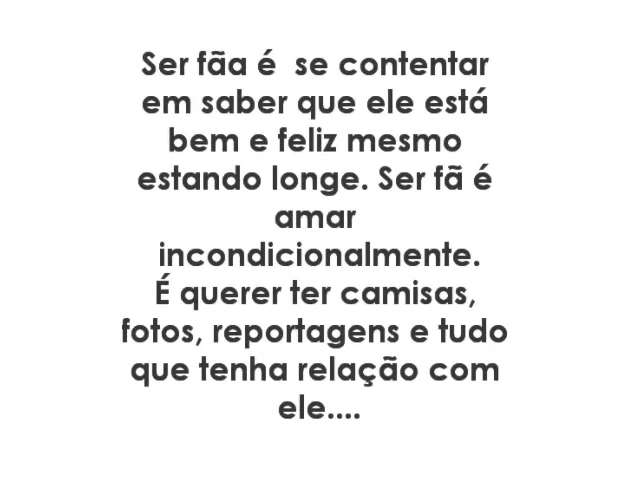 Ser fãa é  se contentar
em saber que ele está
bem e feliz mesmo
estando longe. Ser fã é
amar
incondicionalmente.
É querer ter camisas,
fotos, reportagens e tudo
que tenha relação com
ele....